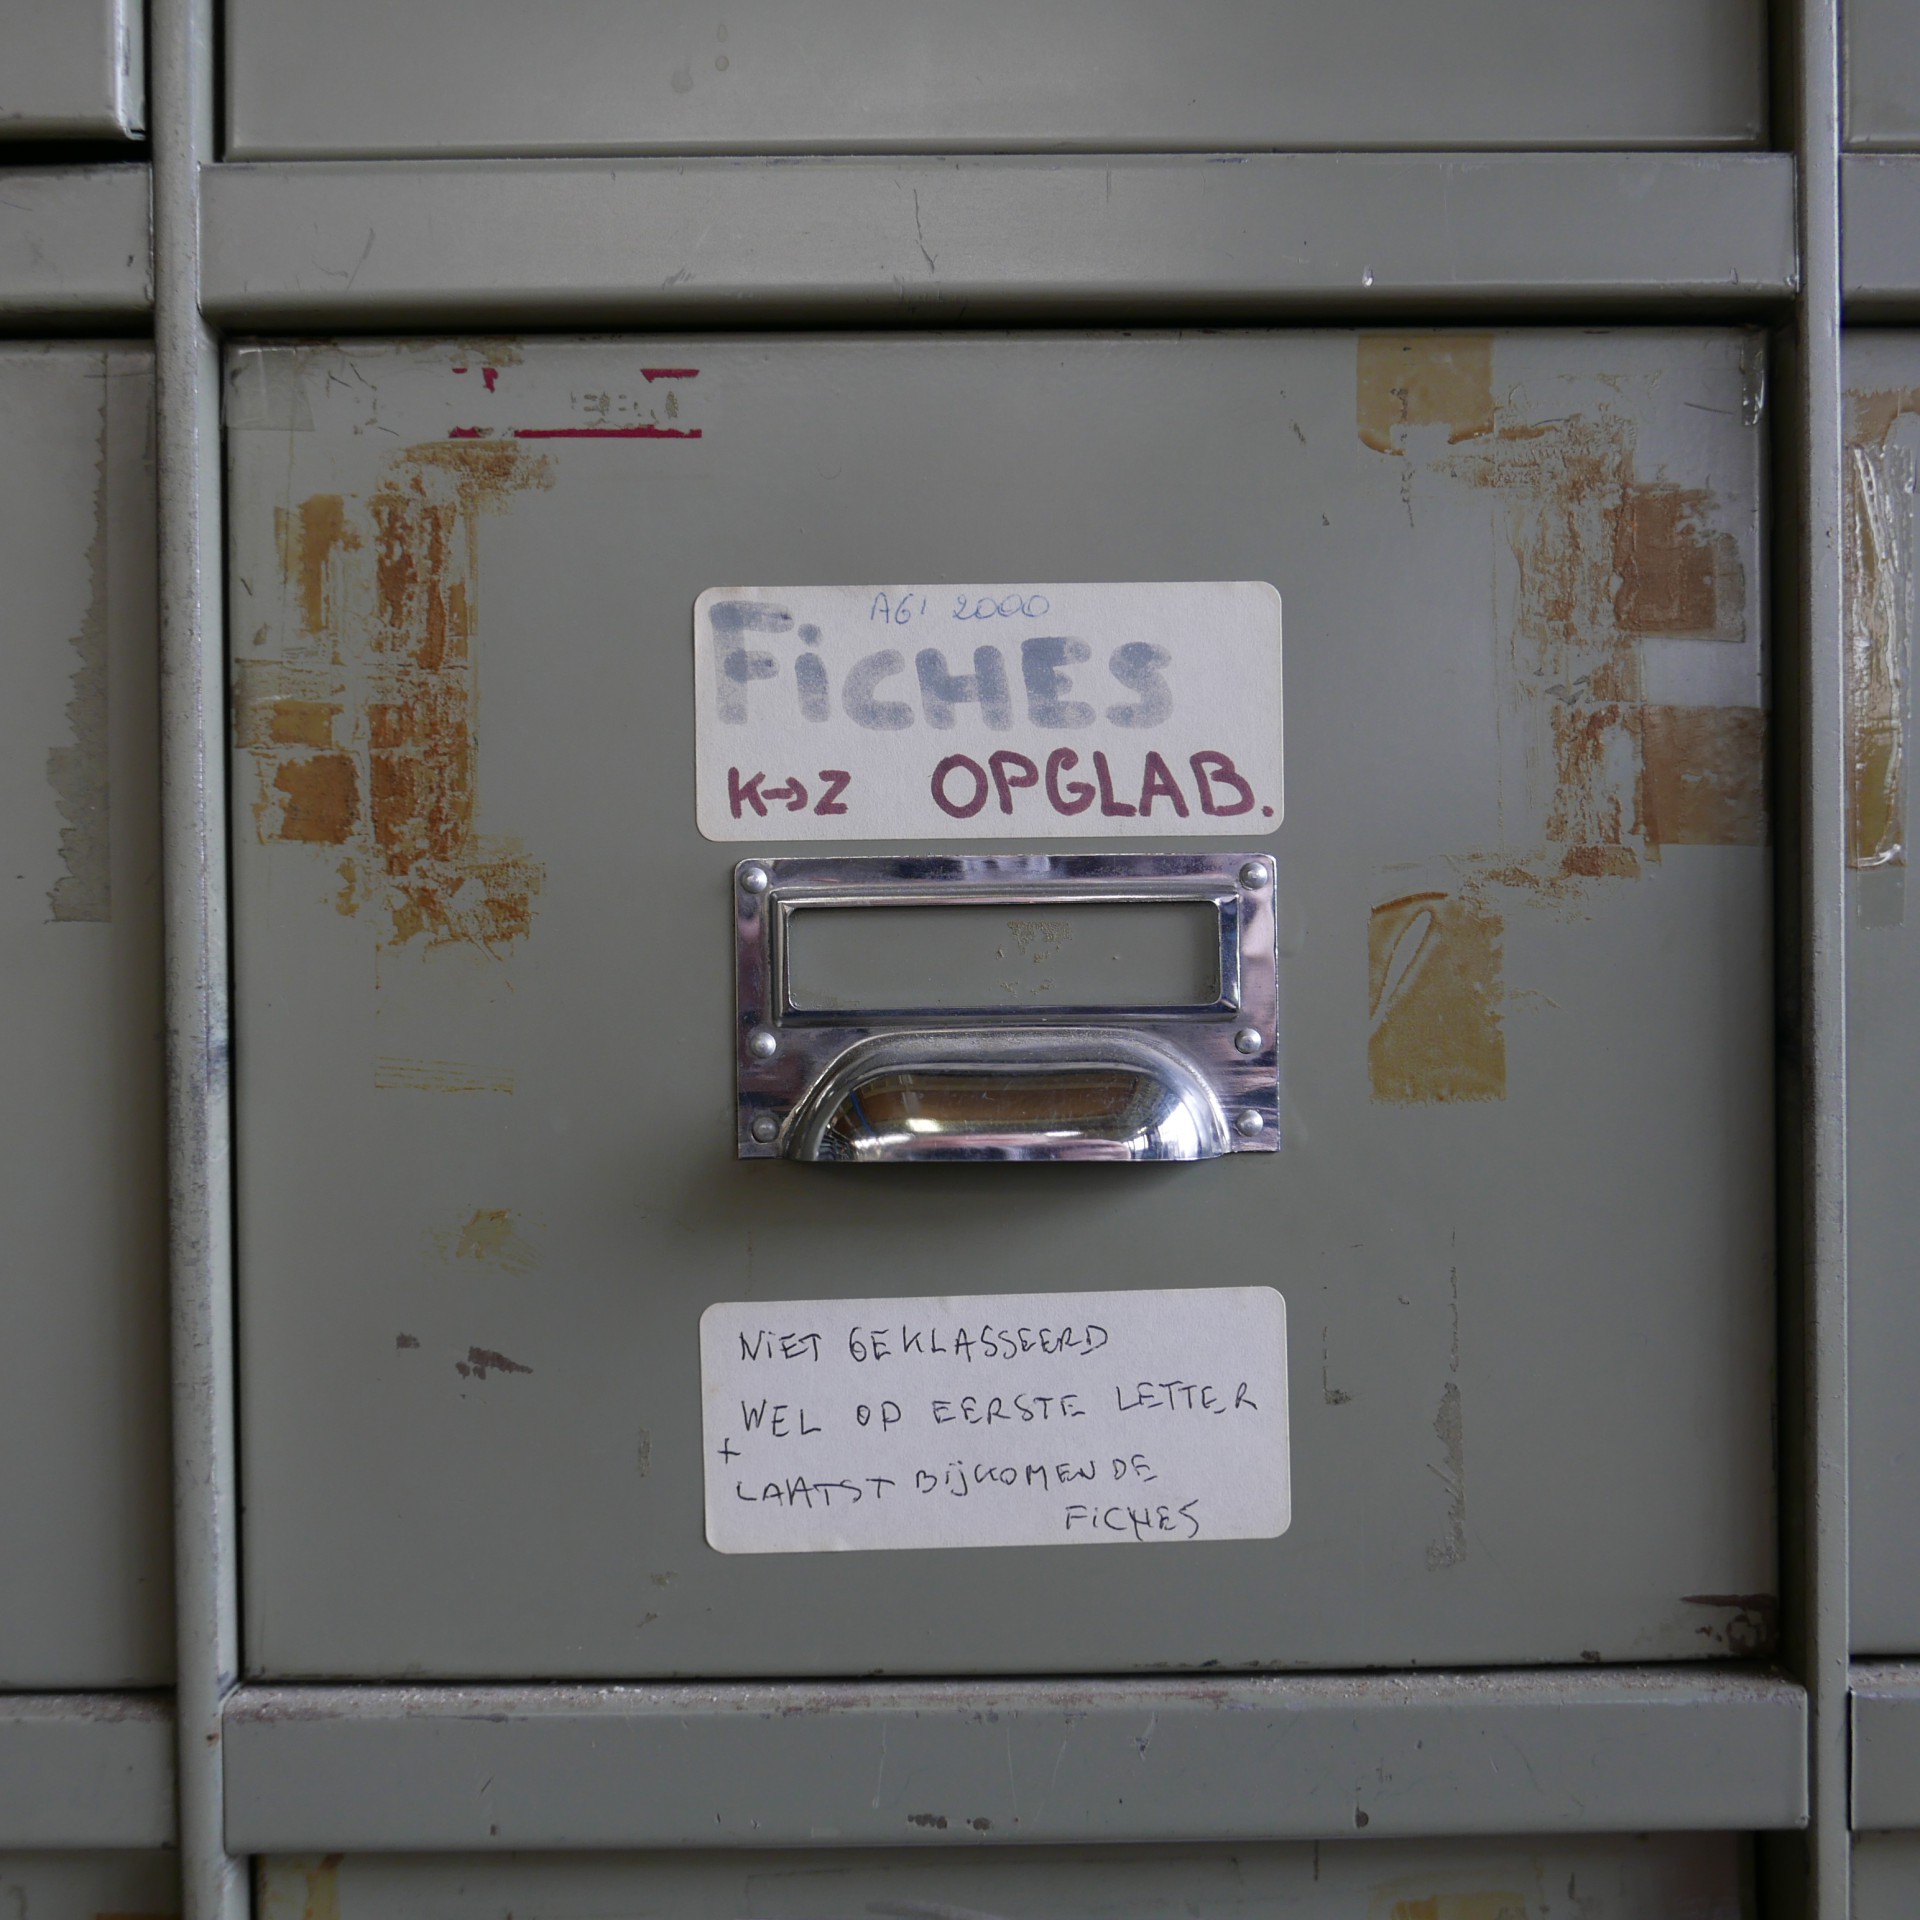 AGI 2000
FiCHES
K→Z OPGLAB.
NiET GEKLASSEERD
WEL OP EERSTE LETTER
+
LAATST BijKOMENDE
FiCHES